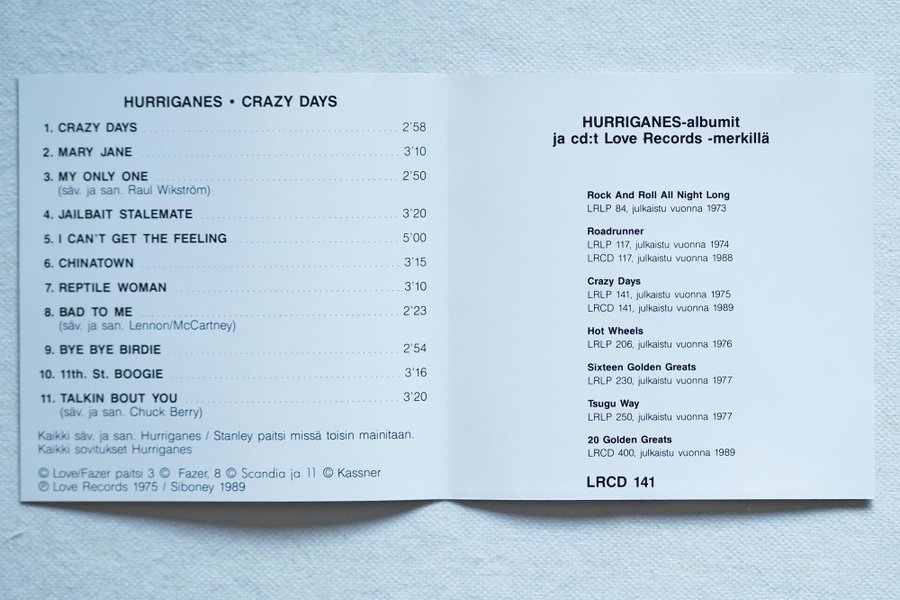 HURRIGANES • CRAZY DAYS
1. CRAZY DAYS 2'58
2. MARY JANE 3'10
3. MY ONLY ONE 2'50
(säv. ja san. Raul Wikström)
4. JAILBAIT STALEMATE 3'20
5. I CAN'T GET THE FEELING 5'00
6. CHINATOWN 3'15
7. REPTILE WOMAN 3'10
8. BAD TO ME 2'23
(säv. ja san. Lennon/McCartney)
9. BYE BYE BIRDIE 2'54
10. 11th. St. BOOGIE 3'16
11. TALKIN BOUT YOU 3'20
(säv. ja san. Chuck Berry)
Kaikki säv. ja san. Hurriganes / Stanley paitsi missä toisin mainitaan.
Kaikki sovitukset Hurriganes
© Love/Fazer paitsi 3 © Fazer, 8 © Scandia ja 11 © Kassner
℗ Love Records 1975 / Siboney 1989
HURRIGANES-albumit
ja cd:t Love Records -merkillä
Rock And Roll All Night Long
LRLP 84, julkaistu vuonna 1973
Roadrunner
LRLP 117, julkaistu vuonna 1974
LRCD 117, julkaistu vuonna 1988
Crazy Days
LRLP 141, julkaistu vuonna 1975
LRCD 141, julkaistu vuonna 1989
Hot Wheels
LRLP 206, julkaistu vuonna 1976
Sixteen Golden Greats
LRLP 230, julkaistu vuonna 1977
Tsugu Way
LRLP 250, julkaistu vuonna 1977
20 Golden Greats
LRCD 400, julkaistu vuonna 1989
LRCD 141